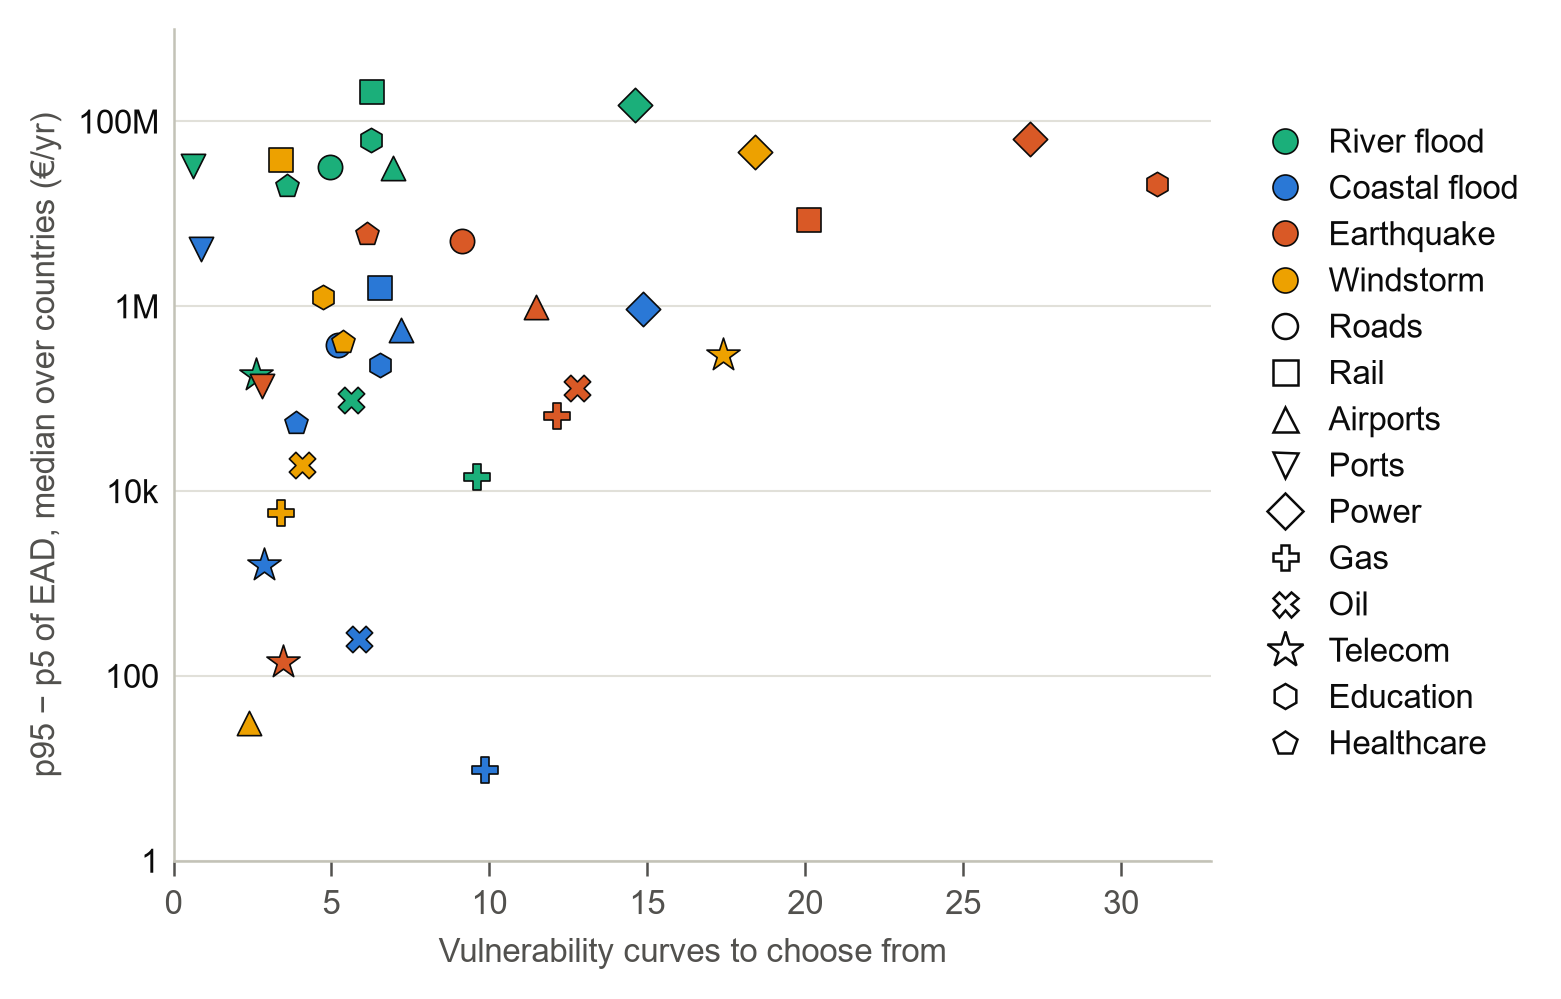 p95 − p5 of EAD, median over countries (€/yr)
100M
1M
10k
100
1
0
5
10
15
20
25
30
Vulnerability curves to choose from
River flood
Coastal flood
Earthquake
Windstorm
Roads
Rail
Airports
Ports
Power
Gas
Oil
Telecom
Education
Healthcare